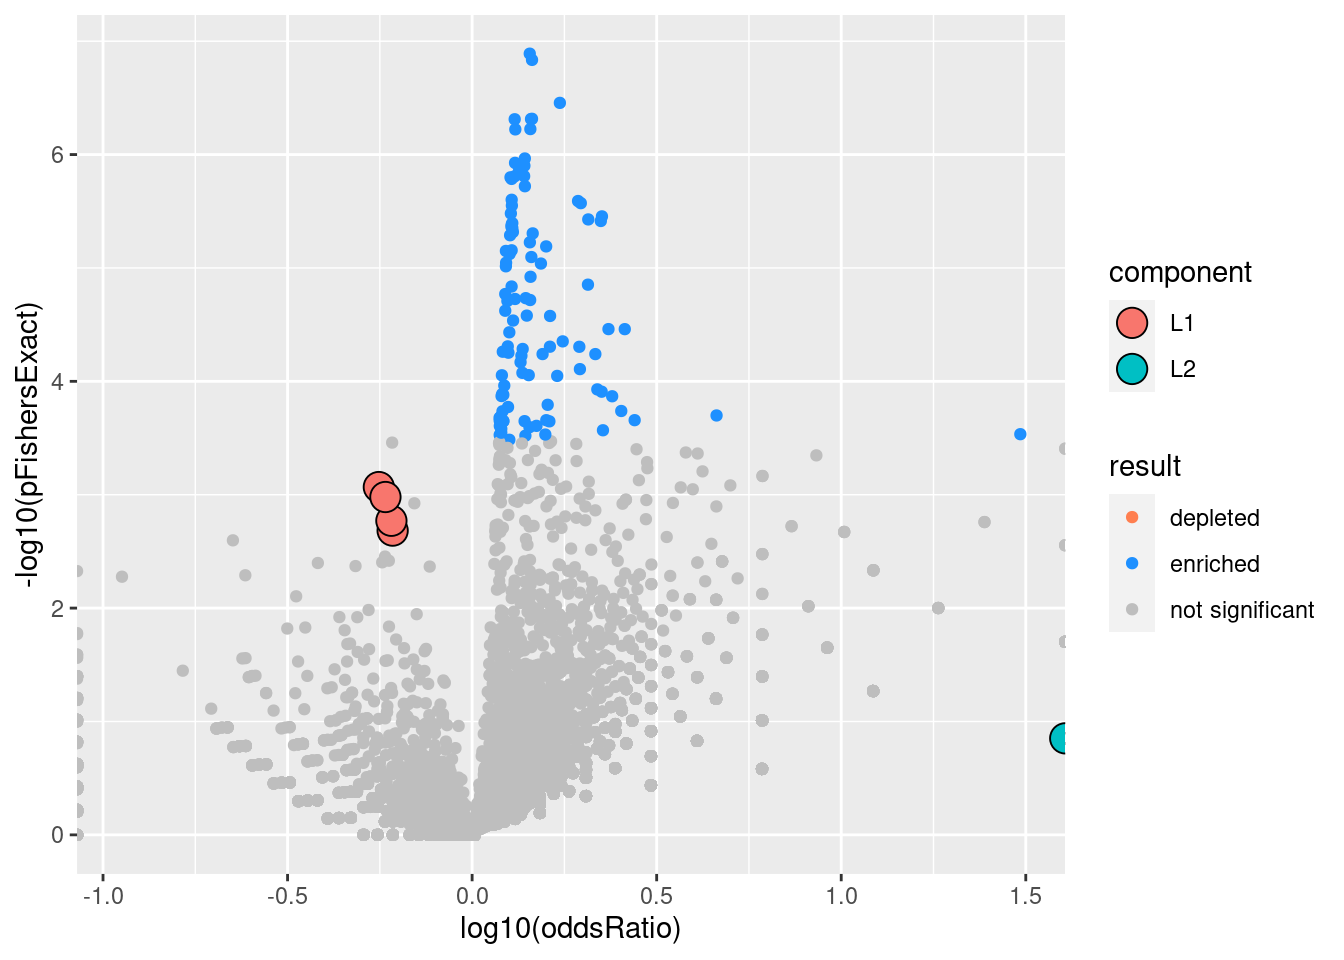 6
4
2
0
-log10(pFishersExact)
-1.0
-0.5
0.0
0.5
1.0
1.5
log10(oddsRatio)
component
L1
L2
result
depleted
enriched
not significant